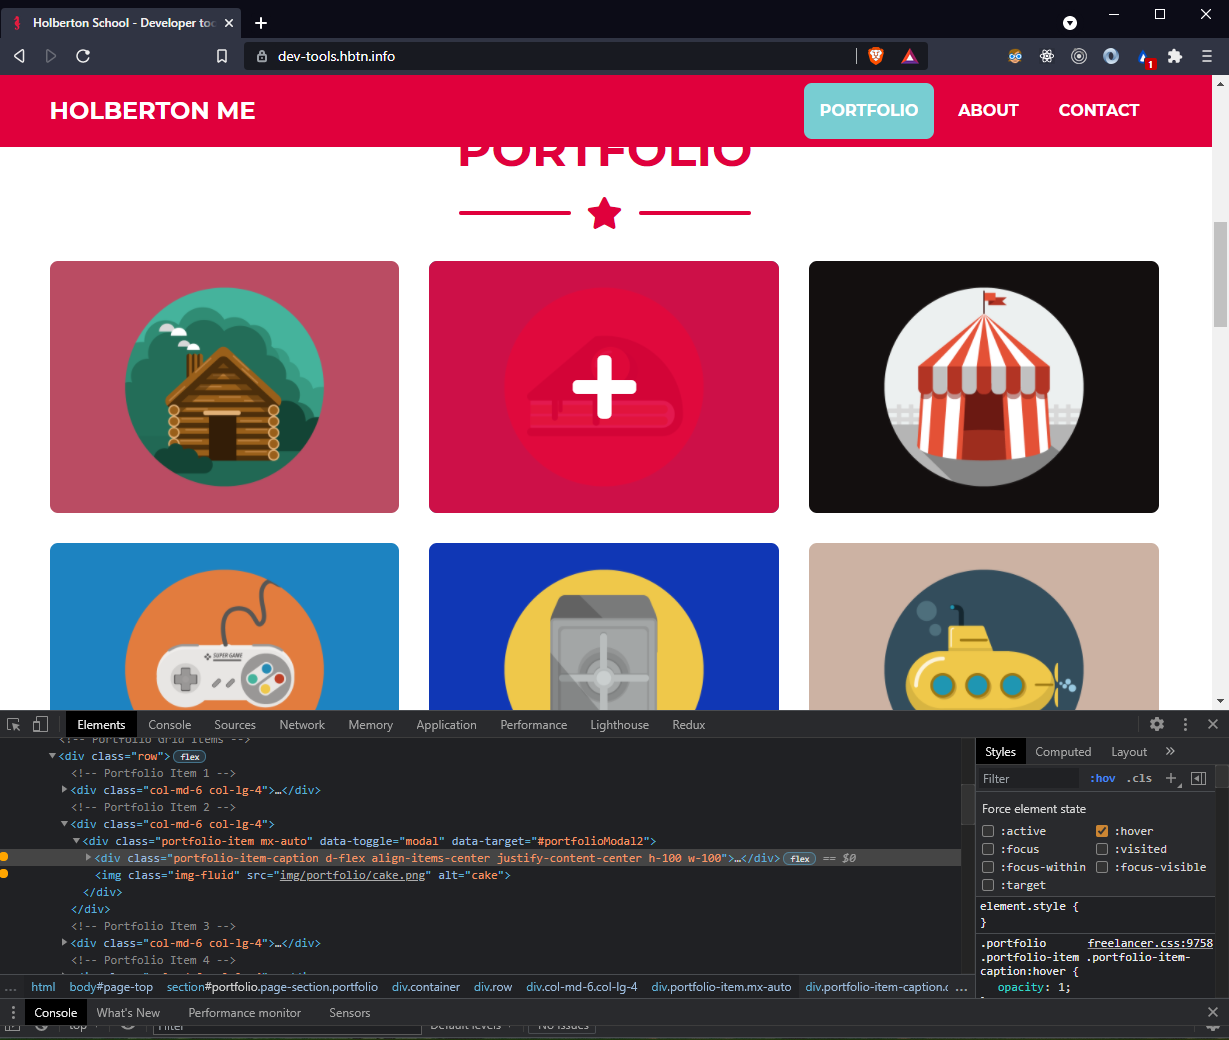 Holberton School - Developer too
dev-tools.hbtn.info
1
HOLBERTON ME
PORTFOLIO
ABOUT
CONTACT
PORTFOLIO
SUPER GAME
Elements
Console
Sources
Network
Memory
Application
Performance
Lighthouse
Redux
<!-- Portfolio Grid Items -->
<div class="row"> flex
<!-- Portfolio Item 1 -->
<div class="col-md-6 col-lg-4">…</div>
<!-- Portfolio Item 2 -->
<div class="col-md-6 col-lg-4">
<div class="portfolio-item mx-auto" data-toggle="modal" data-target="#portfolioModal2">
<div class="portfolio-item-caption d-flex align-items-center justify-content-center h-100 w-100">…</div> flex == $0
<img class="img-fluid" src="img/portfolio/cake.png" alt="cake">
</div>
</div>
<!-- Portfolio Item 3 -->
<div class="col-md-6 col-lg-4">…</div>
<!-- Portfolio Item 4 -->
... html body#page-top section#portfolio.page-section.portfolio div.container div.row div.col-md-6.col-lg-4 div.portfolio-item.mx-auto div.portfolio-item-caption.d ...
Styles
Computed
Layout
»
Filter
:hov
.cls
Force element state
:active
:hover
:focus
:visited
:focus-within
:focus-visible
:target
element.style {
}
.portfolio freelancer.css:9758
.portfolio-item .portfolio-item-
caption:hover {
opacity: 1;
Console
What's New
Performance monitor
Sensors
top
Filter
Default levels
No Issues